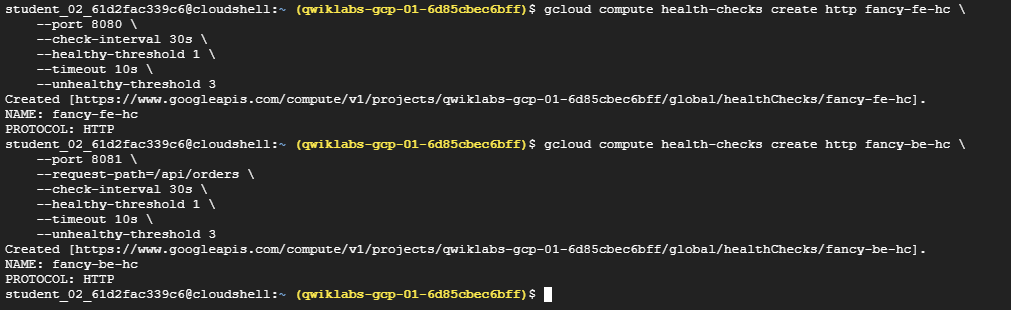 student_02_61d2fac339c6@cloudshell:~ (qwiklabs-gcp-01-6d85cbec6bff)$ gcloud compute health-checks create http fancy-fe-hc \
    --port 8080 \
    --check-interval 30s \
    --healthy-threshold 1 \
    --timeout 10s \
    --unhealthy-threshold 3
Created [https://www.googleapis.com/compute/v1/projects/qwiklabs-gcp-01-6d85cbec6bff/global/healthChecks/fancy-fe-hc].
NAME: fancy-fe-hc
PROTOCOL: HTTP
student_02_61d2fac339c6@cloudshell:~ (qwiklabs-gcp-01-6d85cbec6bff)$ gcloud compute health-checks create http fancy-be-hc \
    --port 8081 \
    --request-path=/api/orders \
    --check-interval 30s \
    --healthy-threshold 1 \
    --timeout 10s \
    --unhealthy-threshold 3
Created [https://www.googleapis.com/compute/v1/projects/qwiklabs-gcp-01-6d85cbec6bff/global/healthChecks/fancy-be-hc].
NAME: fancy-be-hc
PROTOCOL: HTTP
student_02_61d2fac339c6@cloudshell:~ (qwiklabs-gcp-01-6d85cbec6bff)$